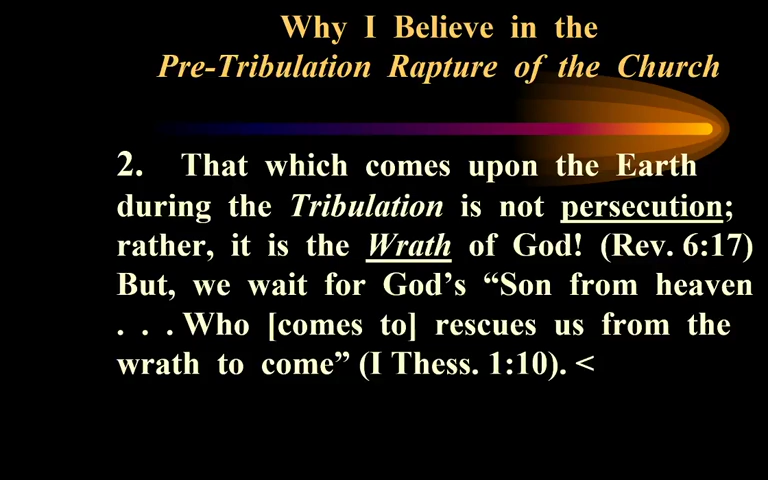 Why I Believe in the
Pre-Tribulation Rapture of the Church
2. That which comes upon the Earth
during the Tribulation is not persecution;
rather, it is the Wrath of God! (Rev. 6:17)
But, we wait for God’s “Son from heaven
. . . Who [comes to] rescues us from the
wrath to come” (I Thess. 1:10). <